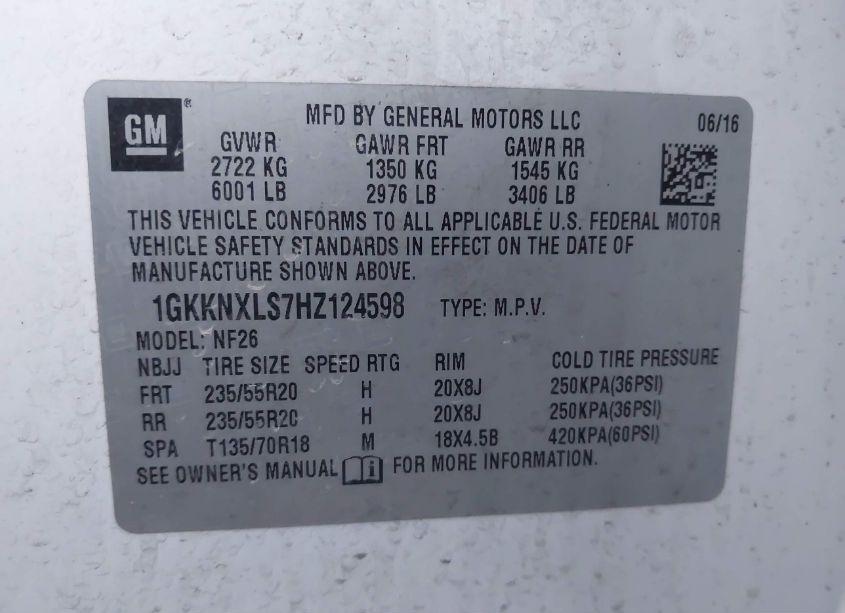 GM ® MFD BY GENERAL MOTORS LLC 06/16
GVWR GAWR FRT GAWR RR
2722 KG 1350 KG 1545 KG
6001 LB 2976 LB 3406 LB
THIS VEHICLE CONFORMS TO ALL APPLICABLE U.S. FEDERAL MOTOR
VEHICLE SAFETY STANDARDS IN EFFECT ON THE DATE OF
MANUFACTURE SHOWN ABOVE.
1GKKNXLS7HZ124598 TYPE: M.P.V.
MODEL: NF26
NBJJ TIRE SIZE SPEED RTG RIM COLD TIRE PRESSURE
FRT 235/55R20 H 20X8J 250KPA(36PSI)
RR 235/55R20 H 20X8J 250KPA(36PSI)
SPA T135/70R18 M 18X4.5B 420KPA(60PSI)
SEE OWNER'S MANUAL i FOR MORE INFORMATION.